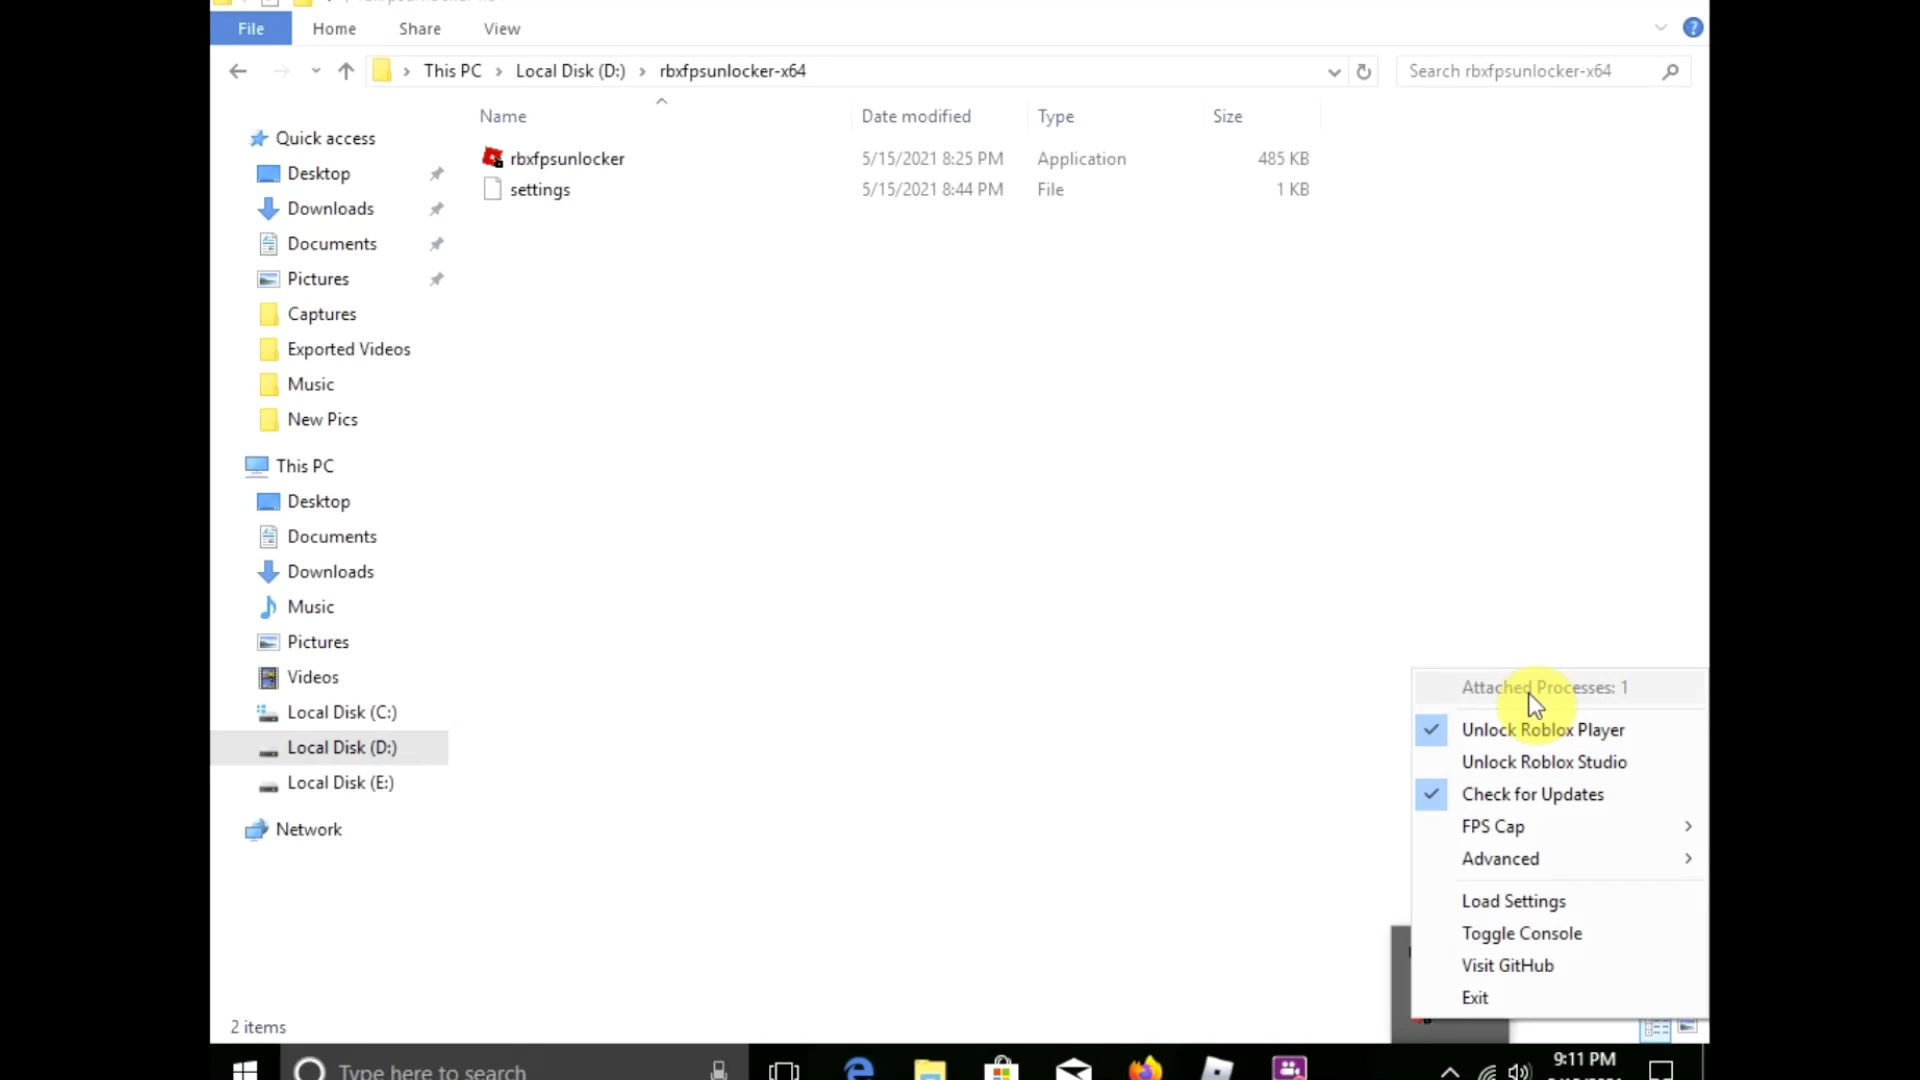 File Home Share View
This PC Local Disk (D:) rbxfpsunlocker-x64 Search rbxfpsunlocker-x64
Name Date modified Type Size
rbxfpsunlocker 5/15/2021 8:25 PM Application 485 KB
settings 5/15/2021 8:44 PM File 1 KB
Quick access
Desktop
Downloads
Documents
Pictures
Captures
Exported Videos
Music
New Pics
This PC
Desktop
Documents
Downloads
Music
Pictures
Videos
Local Disk (C:)
Local Disk (D:)
Local Disk (E:)
Network
Attached Processes: 1
Unlock Roblox Player
Unlock Roblox Studio
Check for Updates
FPS Cap
Advanced
Load Settings
Toggle Console
Visit GitHub
Exit
2 items
Type here to search
9:11 PM